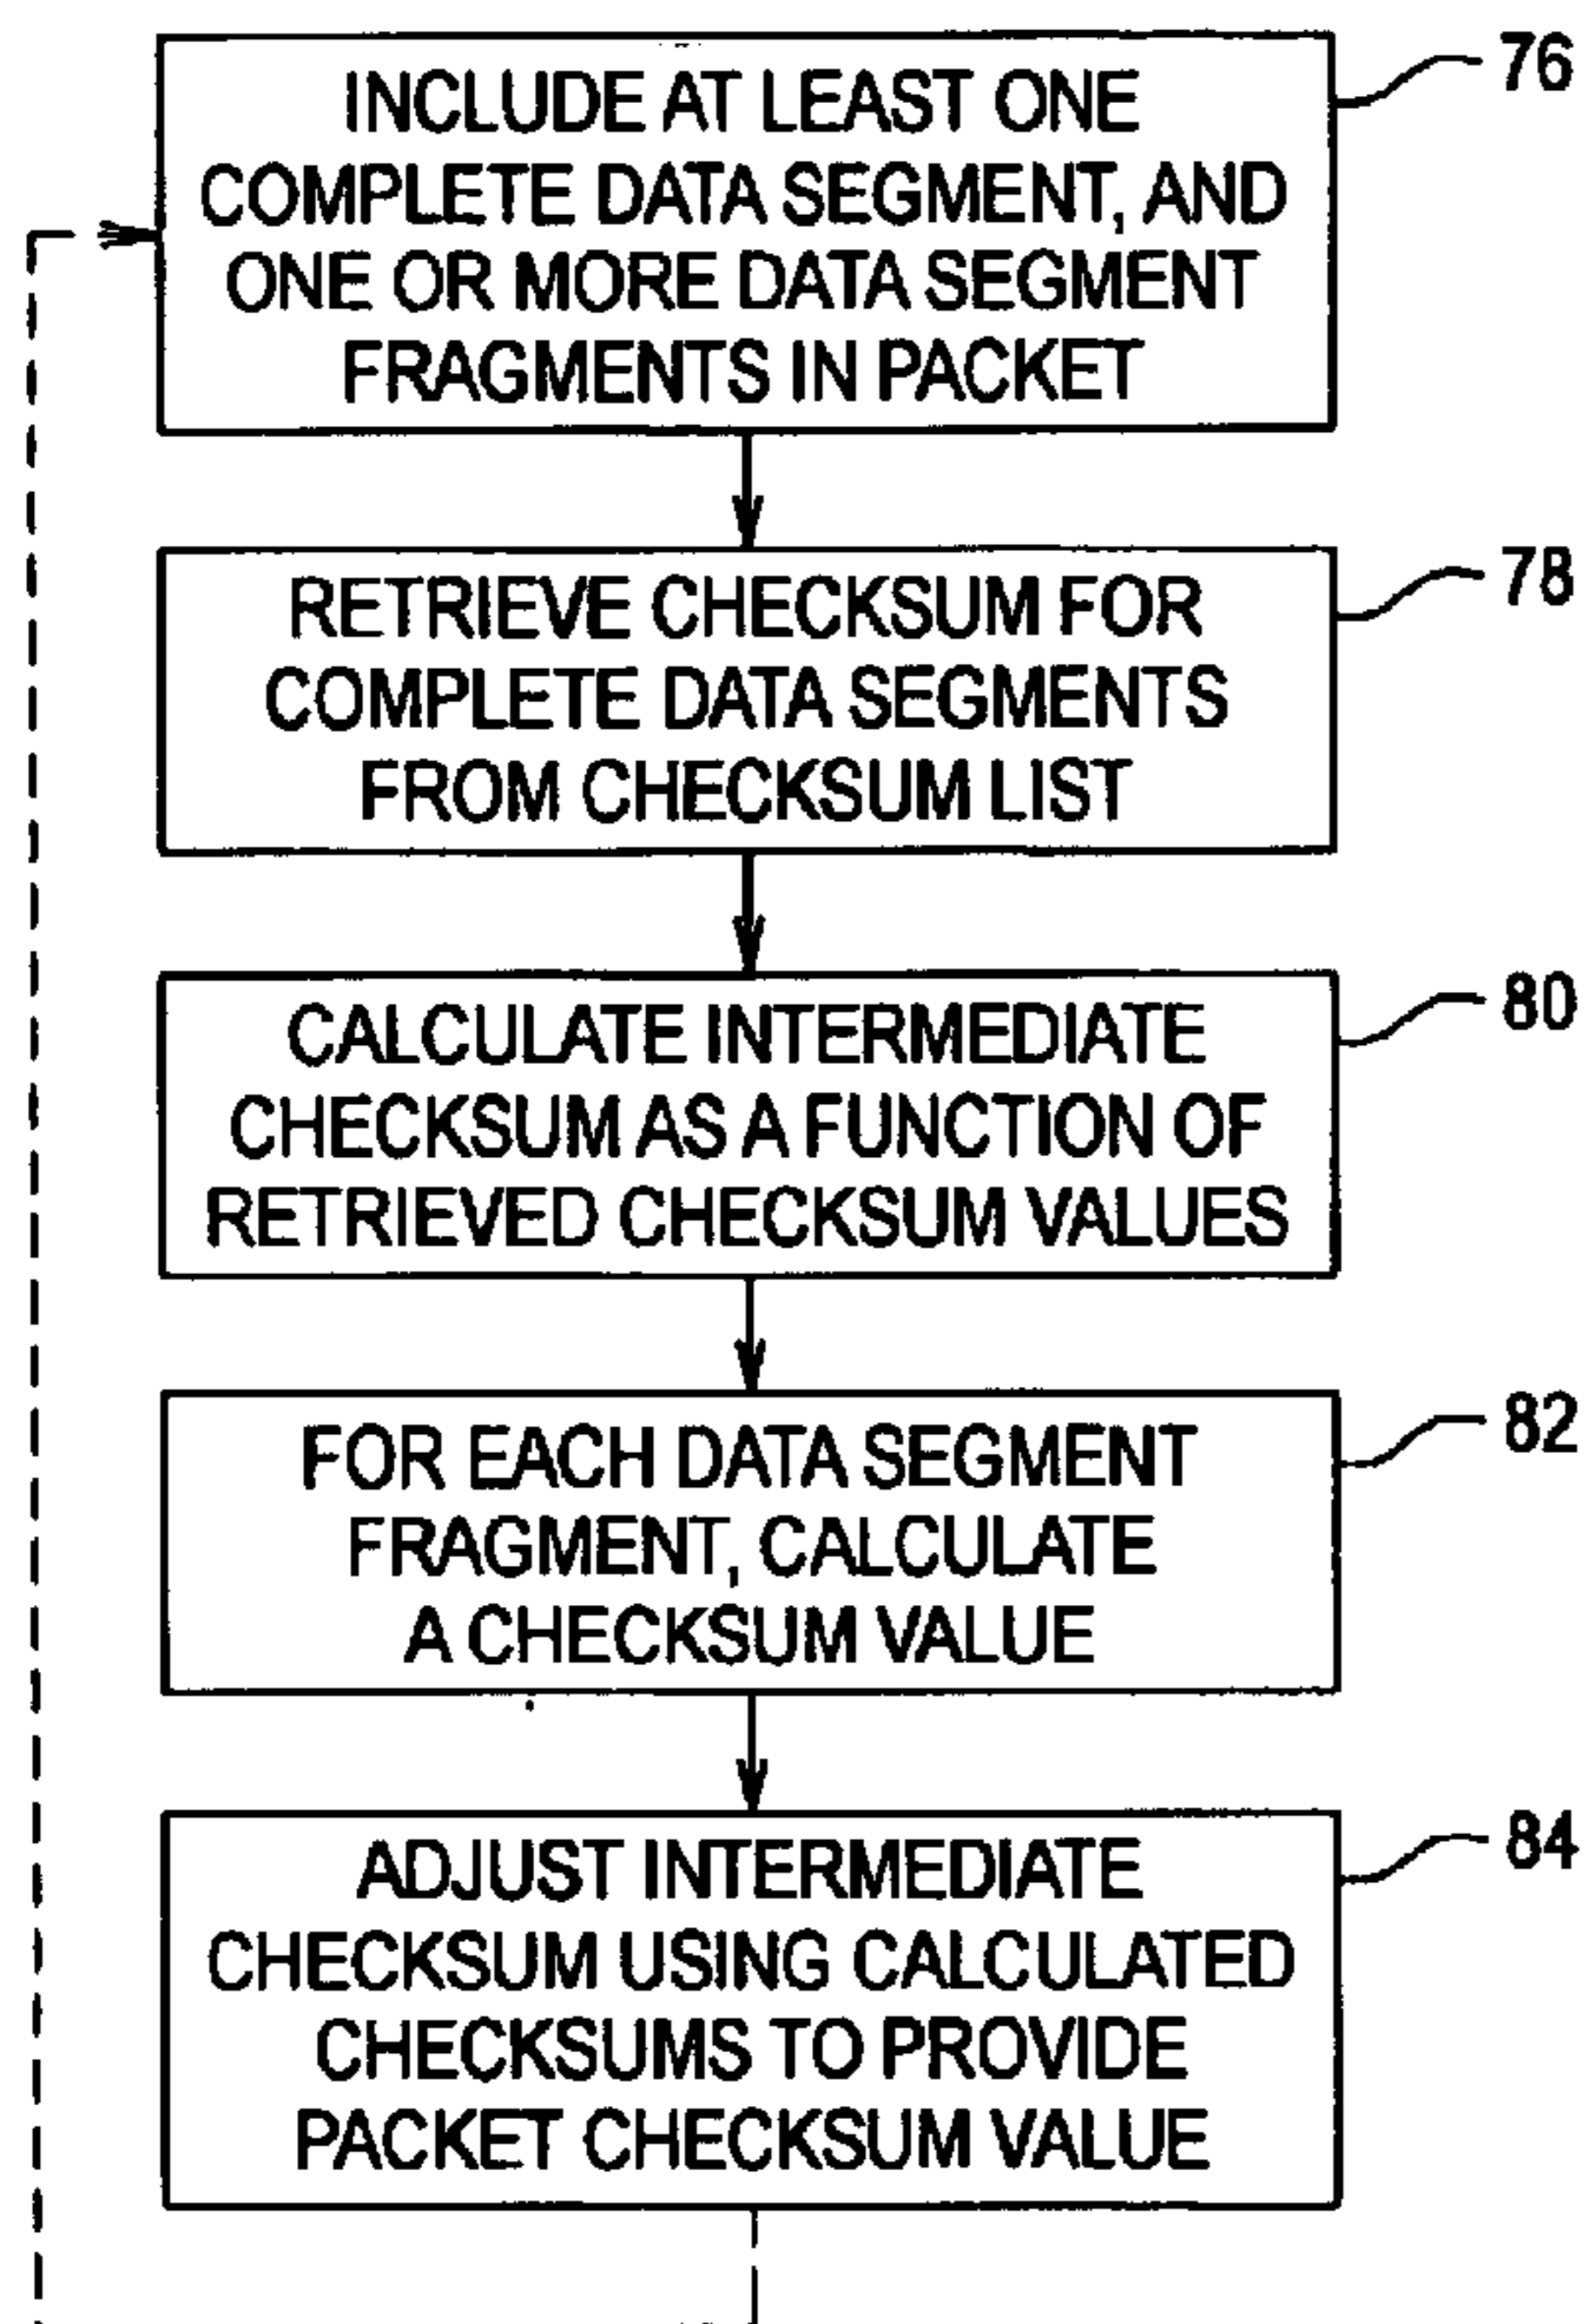 INCLUDE AT LEAST ONE
COMPLETE DATA SEGMENT, AND
ONE OR MORE DATA SEGMENT
FRAGMENTS IN PACKET
76
RETRIEVE CHECKSUM FOR
COMPLETE DATA SEGMENTS
FROM CHECKSUM LIST
78
CALCULATE INTERMEDIATE
CHECKSUM AS A FUNCTION OF
RETRIEVED CHECKSUM VALUES
80
FOR EACH DATA SEGMENT
FRAGMENT, CALCULATE
A CHECKSUM VALUE
82
ADJUST INTERMEDIATE
CHECKSUM USING CALCULATED
CHECKSUMS TO PROVIDE
PACKET CHECKSUM VALUE
84